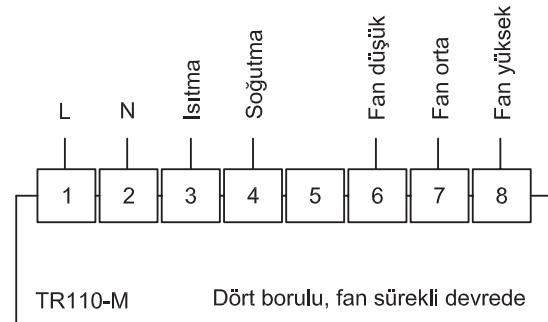 L
N
Isıtma
Soğutma
Fan düşük
Fan orta
Fan yüksek
1 2 3 4 5 6 7 8
TR110-M
Dört borulu, fan sürekli devrede